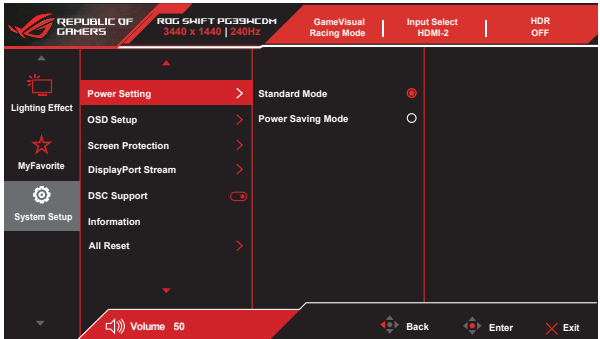 REPUBLIC OF
GAMERS
ROG SWIFT PG39WCDM
3440 x 1440 | 240Hz
GameVisual
Racing Mode
Input Select
HDMI-2
HDR
OFF
Lighting Effect
MyFavorite
System Setup
Power Setting
OSD Setup
Screen Protection
DisplayPort Stream
DSC Support
Information
All Reset
Standard Mode
Power Saving Mode
Volume 50
Back
Enter
Exit